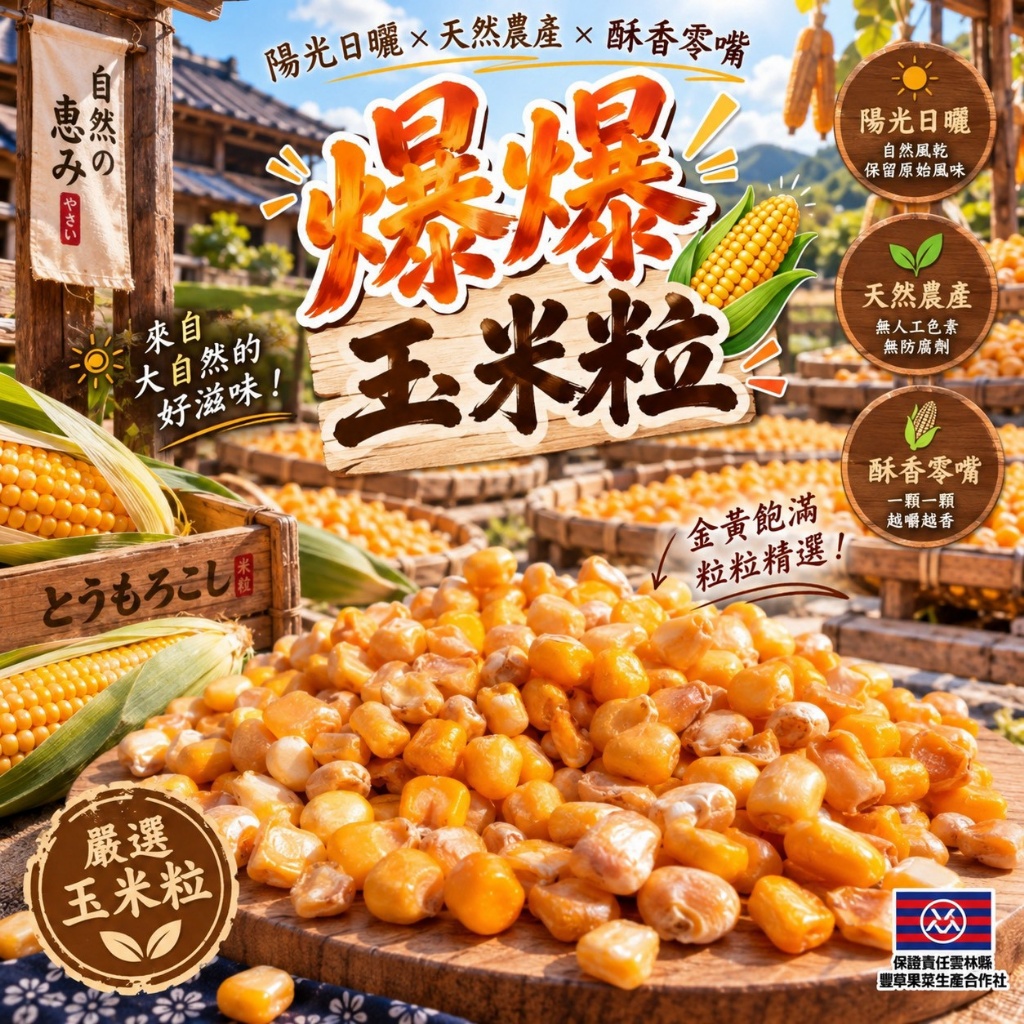 陽光日曬×天然農產×酥香零嘴
爆爆
玉米粒
自然の
恵み
やさい
來自
大自然的
好滋味！
陽光日曬
自然風乾
保留原始風味
天然農產
無人工色素
無防腐劑
酥香零嘴
一顆一顆
越嚼越香
金黃飽滿
粒粒精選！
とうもろこし
米粒
嚴選
玉米粒
保證責任雲林縣
豐草果菜生產合作社